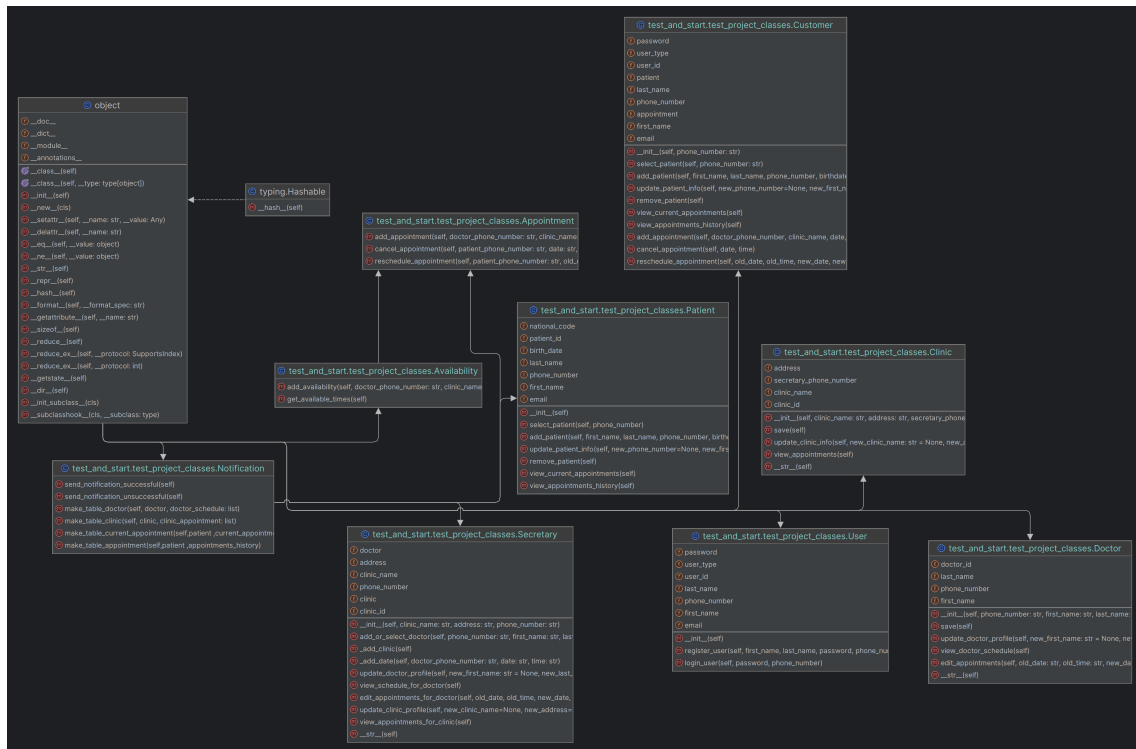 test_and_start.test_project_classes.Customer
password
user_type
user_id
patient
last_name
phone_number
appointment
first_name
email
__init__(self, phone_number: str)
select_patient(self, phone_number: str)
add_patient(self, first_name, last_name, phone_number, birthdate
update_patient_info(self, new_phone_number=None, new_first_n
remove_patient(self)
view_current_appointments(self)
view_appointments_history(self)
add_appointment(self, doctor_phone_number, clinic_name, date,
cancel_appointment(self, date, time)
reschedule_appointment(self, old_date, old_time, new_date, new
object
__doc__
__dict__
__module__
__annotations__
__class__(self)
__class__(self, __type: type[object])
__init__(self)
__new__(cls)
__setattr__(self, __name: str, __value: Any)
__delattr__(self, __name: str)
__eq__(self, __value: object)
__ne__(self, __value: object)
__str__(self)
__repr__(self)
__hash__(self)
__format__(self, __format_spec: str)
__getattribute__(self, __name: str)
__sizeof__(self)
__reduce__(self)
__reduce_ex__(self, __protocol: SupportsIndex)
__reduce_ex__(self, __protocol: int)
__getstate__(self)
__dir__(self)
__init_subclass__(cls)
__subclasshook__(cls, __subclass: type)
typing.Hashable
__hash__(self)
test_and_start.test_project_classes.Appointment
add_appointment(self, doctor_phone_number: str, clinic_name
cancel_appointment(self, patient_phone_number: str, date: str,
reschedule_appointment(self, patient_phone_number: str, old_
test_and_start.test_project_classes.Patient
national_code
patient_id
birth_date
last_name
phone_number
first_name
email
__init__(self)
select_patient(self, phone_number)
add_patient(self, first_name, last_name, phone_number, birth
update_patient_info(self, new_phone_number=None, new_firs
remove_patient(self)
view_current_appointments(self)
view_appointments_history(self)
test_and_start.test_project_classes.Clinic
address
secretary_phone_number
clinic_name
clinic_id
__init__(self, clinic_name: str, address: str, secretary_phone
save(self)
update_clinic_info(self, new_clinic_name: str = None, new_
view_appointments(self)
__str__(self)
test_and_start.test_project_classes.Availability
add_availability(self, doctor_phone_number: str, clinic_name
get_available_times(self)
test_and_start.test_project_classes.Notification
send_notification_successful(self)
send_notification_unsuccessful(self)
make_table_doctor(self, doctor, doctor_schedule: list)
make_table_clinic(self, clinic, clinic_appointment: list)
make_table_current_appointment(self,patient ,current_appointm
make_table_appointment(self,patient ,appointments_history)
test_and_start.test_project_classes.Secretary
doctor
address
clinic_name
phone_number
clinic
clinic_id
__init__(self, clinic_name: str, address: str, phone_number: str)
add_or_select_doctor(self, phone_number: str, first_name: str, las
_add_clinic(self)
_add_date(self, doctor_phone_number: str, date: str, time: str)
update_doctor_profile(self, new_first_name: str = None, new_last_
view_schedule_for_doctor(self)
edit_appointments_for_doctor(self, old_date, old_time, new_date,
update_clinic_profile(self, new_clinic_name=None, new_address=
view_appointments_for_clinic(self)
__str__(self)
test_and_start.test_project_classes.User
password
user_type
user_id
last_name
phone_number
first_name
email
__init__(self)
register_user(self, first_name, last_name, password, phone_nu
login_user(self, password, phone_number)
test_and_start.test_project_classes.Doctor
doctor_id
last_name
phone_number
first_name
__init__(self, phone_number: str, first_name: str, last_name:
save(self)
update_doctor_profile(self, new_first_name: str = None, ne
view_doctor_schedule(self)
edit_appointments(self, old_date: str, old_time: str, new_da
__str__(self)